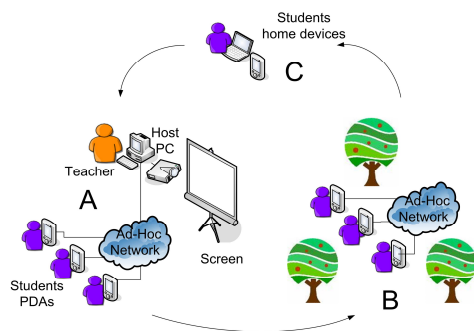 Students
home devices
C
Host
PC
Teacher
A
Ad-Hoc
Network
Screen
Students
PDAs
Ad-Hoc
Network
B